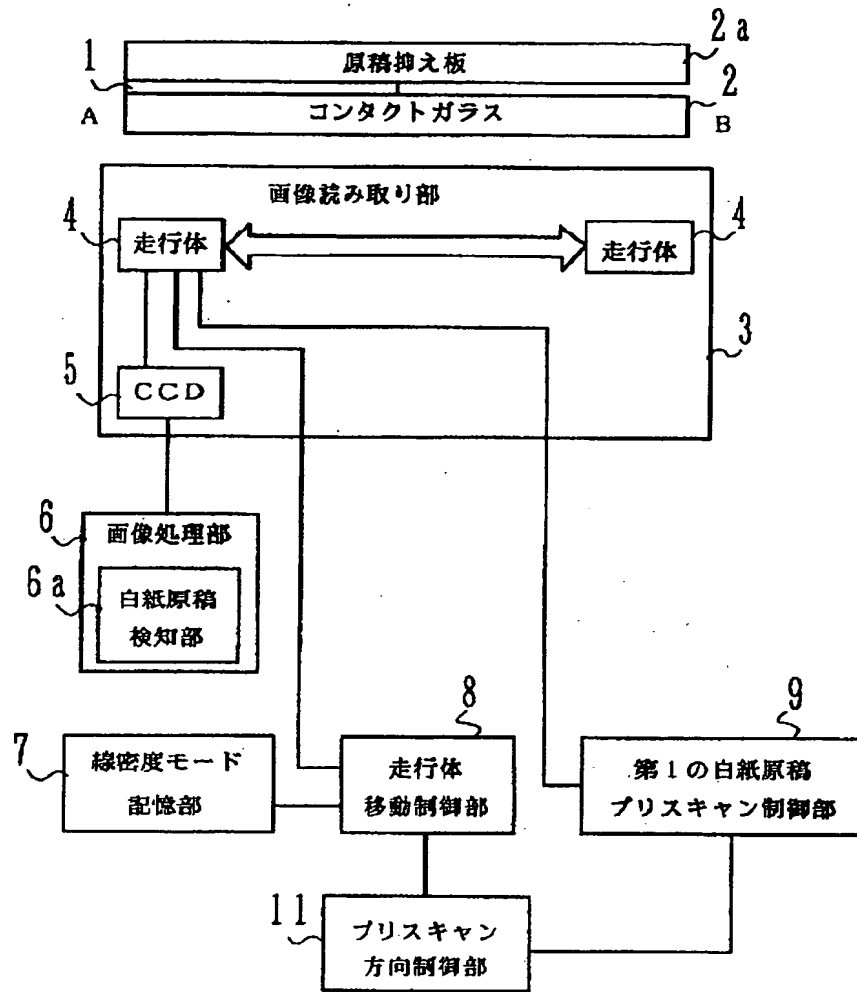 2a
1
原稿抑え板
2
A
コンタクトガラス
B
画像読み取り部
4
走行体
4
走行体
3
5
CCD
6
画像処理部
6a
白紙原稿
検知部
7
線密度モード
記憶部
8
走行体
移動制御部
9
第1の白紙原稿
プリスキャン制御部
11
プリスキャン
方向制御部